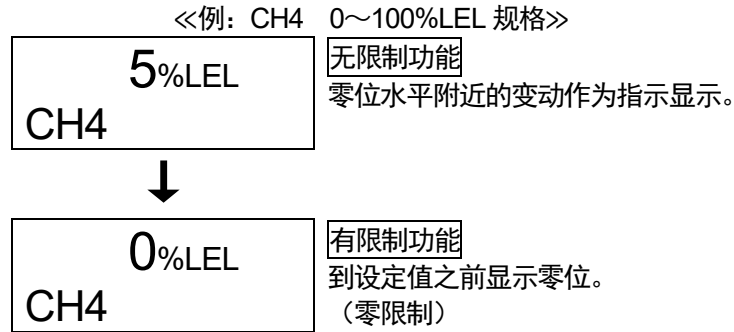 ≪例：CH4　0～100%LEL 规格≫
5%LEL
CH4
无限制功能
零位水平附近的变动作为指示显示。
0%LEL
CH4
有限制功能
到设定值之前显示零位。
（零限制）